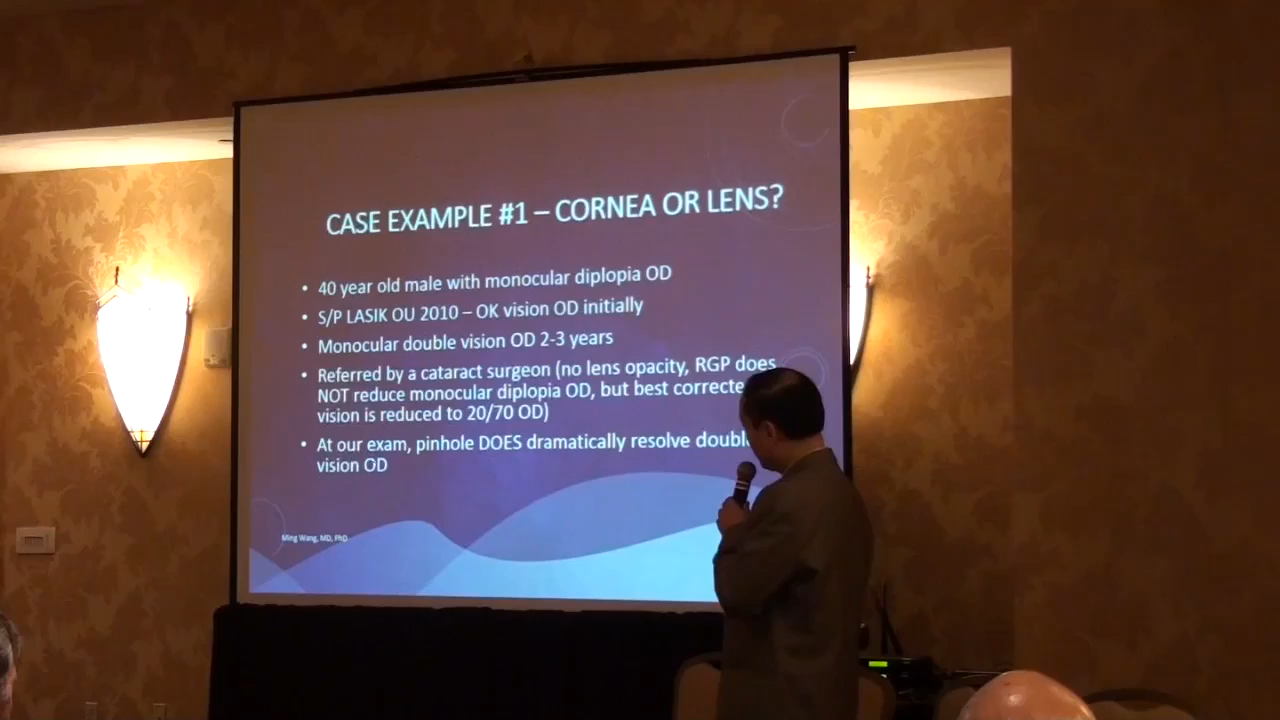 CASE EXAMPLE #1 – CORNEA OR LENS?
• 40 year old male with monocular diplopia OD
• S/P LASIK OU 2010 – OK vision OD initially
• Monocular double vision OD 2-3 years
• Referred by a cataract surgeon (no lens opacity, RGP does
NOT reduce monocular diplopia OD, but best
vision is reduced to 20/70 OD)
• At our exam, pinhole DOES dramatically resolve
vision OD
Ming Wang, MD, PhD